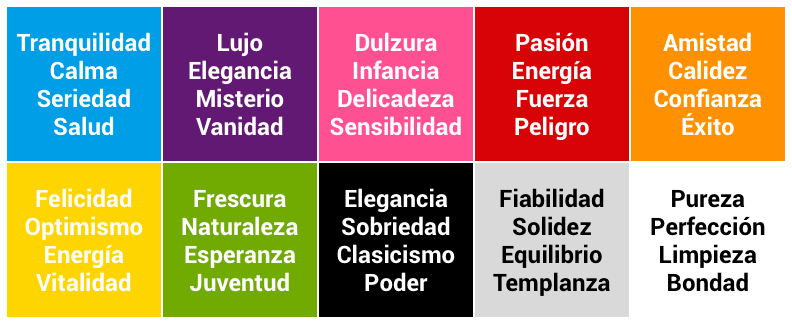 Tranquilidad
Calma
Seriedad
Salud
Lujo
Elegancia
Misterio
Vanidad
Dulzura
Infancia
Delicadeza
Sensibilidad
Pasión
Energía
Fuerza
Peligro
Amistad
Calidez
Confianza
Éxito
Felicidad
Optimismo
Energía
Vitalidad
Frescura
Naturaleza
Esperanza
Juventud
Elegancia
Sobriedad
Clasicismo
Poder
Fiabilidad
Solidez
Equilibrio
Templanza
Pureza
Perfección
Limpieza
Bondad